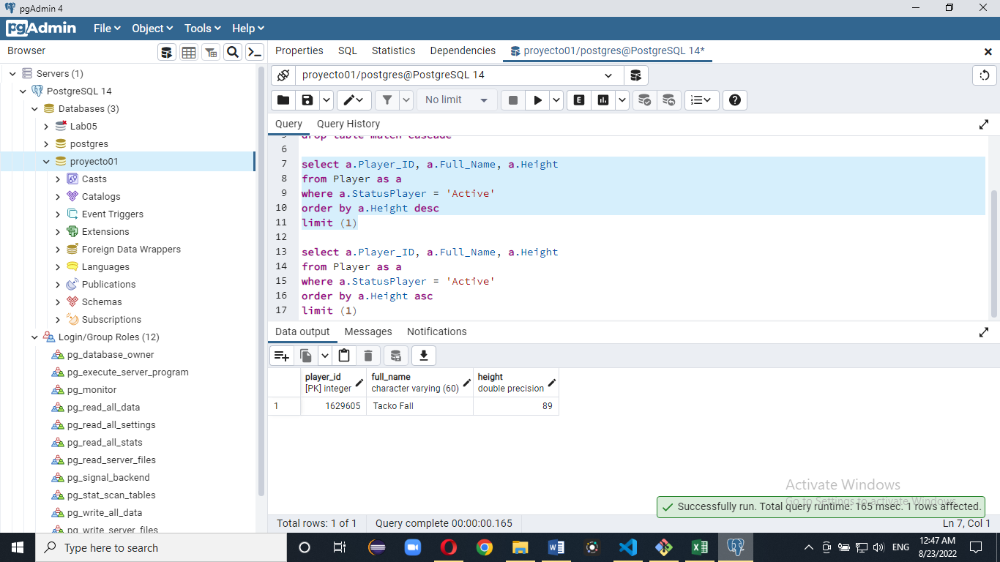 pgAdmin 4
pgAdmin File Object Tools Help
Browser
Properties SQL Statistics Dependencies proyecto01/postgres@PostgreSQL 14*
Servers (1)
PostgreSQL 14
Databases (3)
Lab05
postgres
proyecto01
Casts
Catalogs
Event Triggers
Extensions
Foreign Data Wrappers
Languages
Publications
Schemas
Subscriptions
Login/Group Roles (12)
pg_database_owner
pg_execute_server_program
pg_monitor
pg_read_all_data
pg_read_all_settings
pg_read_all_stats
pg_read_server_files
pg_signal_backend
pg_stat_scan_tables
pg_write_all_data
pg_write_server_files
proyecto01/postgres@PostgreSQL 14
No limit
E
Query Query History
5 drop table match cascade
6
7 select a.Player_ID, a.Full_Name, a.Height
8 from Player as a
9 where a.StatusPlayer = 'Active'
10 order by a.Height desc
11 limit (1)
12
13 select a.Player_ID, a.Full_Name, a.Height
14 from Player as a
15 where a.StatusPlayer = 'Active'
16 order by a.Height asc
17 limit (1)
Data output Messages Notifications
player_id full_name height
[PK] integer character varying (60) double precision
1 1629605 Tacko Fall 89
Activate Windows
Go to Settings to activate Windows.
Successfully run. Total query runtime: 165 msec. 1 rows affected.
Total rows: 1 of 1 Query complete 00:00:00.165 Ln 7, Col 1
Type here to search
ENG
12:47 AM
8/23/2022